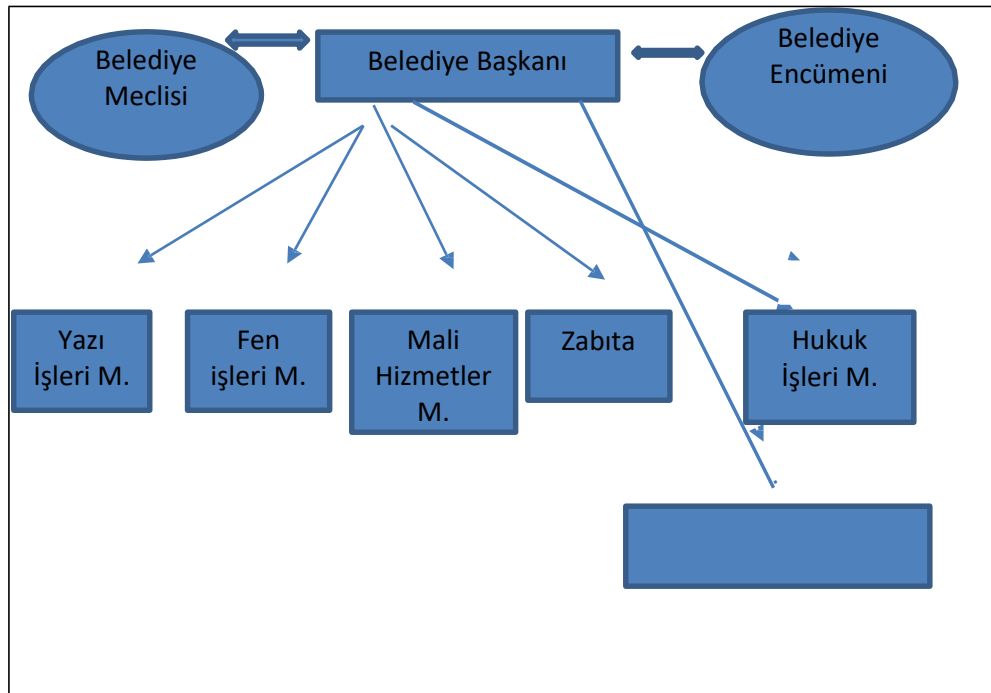 Belediye
Meclisi
Belediye Başkanı
Belediye
Encümeni
Yazı
İşleri M.
Fen
işleri M.
Mali
Hizmetler
M.
Zabıta
Hukuk
İşleri M.